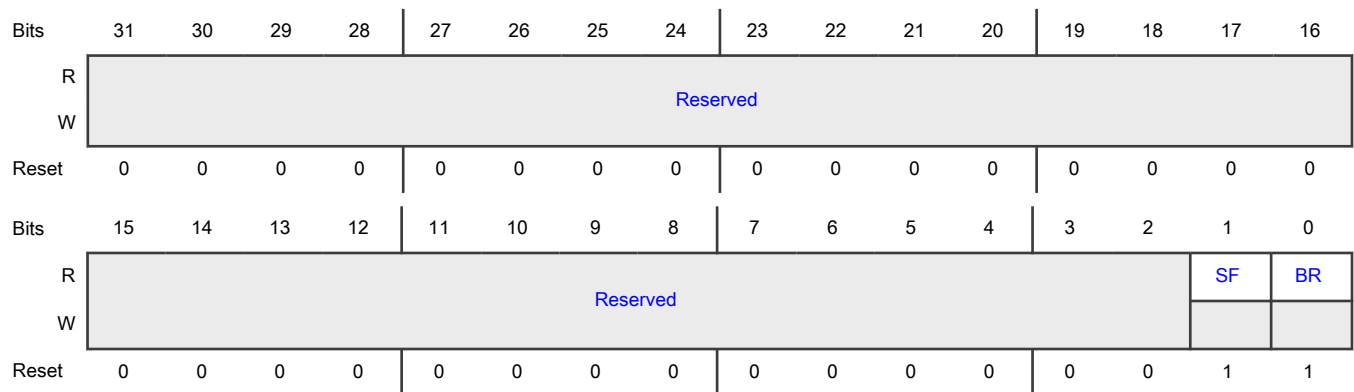 Bits 31 30 29 28 27 26 25 24 23 22 21 20 19 18 17 16
R
Reserved
W
Reset 0 0 0 0 0 0 0 0 0 0 0 0 0 0 0 0
Bits 15 14 13 12 11 10 9 8 7 6 5 4 3 2 1 0
R SF BR
Reserved
W
Reset 0 0 0 0 0 0 0 0 0 0 0 0 0 0 1 1